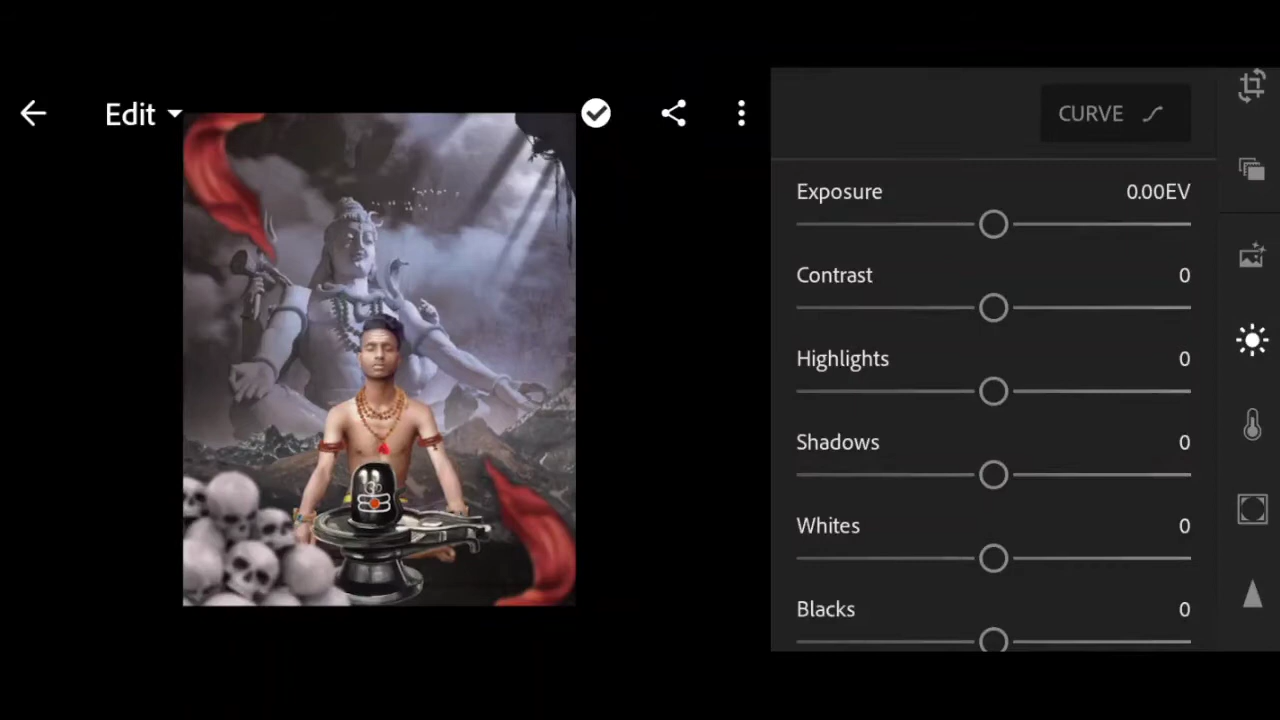 Edit
CURVE
Exposure 0.00EV
Contrast 0
Highlights 0
Shadows 0
Whites 0
Blacks 0